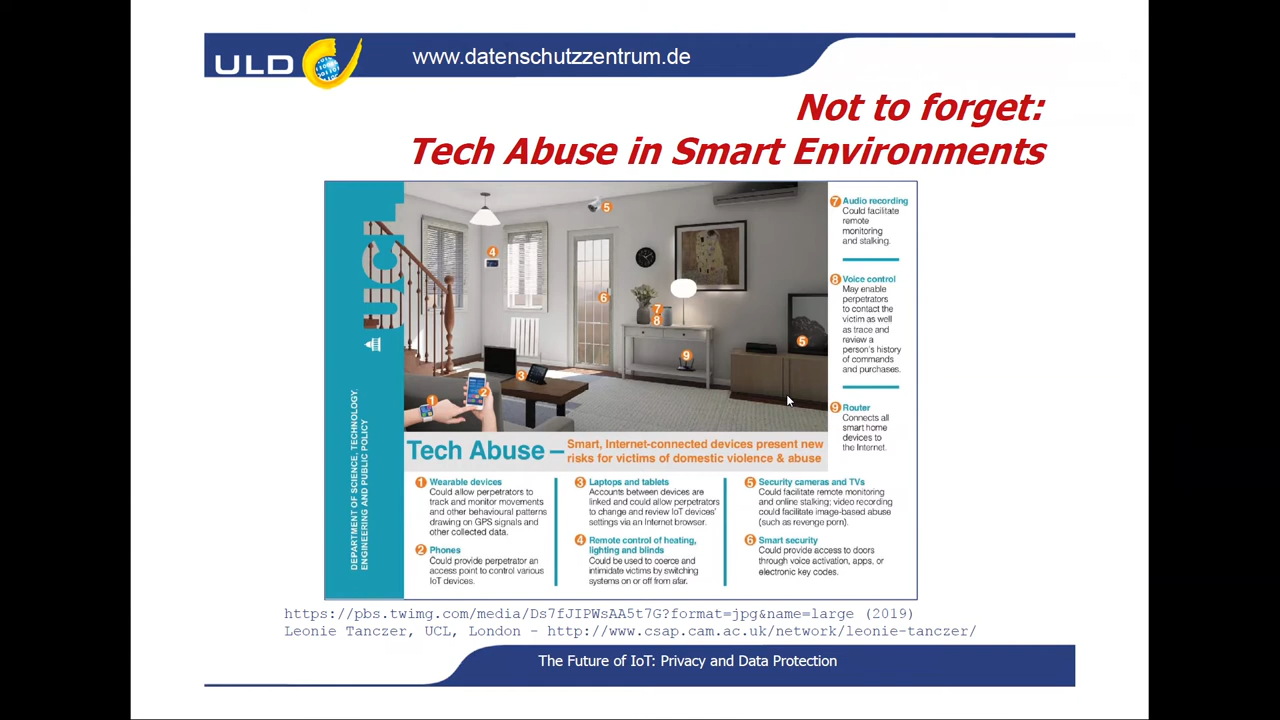 ULD
www.datenschutzzentrum.de
Not to forget:
Tech Abuse in Smart Environments
UCL
DEPARTMENT OF SCIENCE, TECHNOLOGY,
ENGINEERING AND PUBLIC POLICY
5
4
6
7
8
5
9
3
1
2
Tech Abuse –
Smart, Internet-connected devices present new
risks for victims of domestic violence & abuse
1 Wearable devices
Could allow perpetrators to
track and monitor movements
and other behavioural patterns
drawing on GPS signals and
other collected data.
2 Phones
Could provide perpetrator an
access point to control various
IoT devices.
3 Laptops and tablets
Accounts between devices are
linked and could allow perpetrators
to change and review IoT devices'
settings via an Internet browser.
4 Remote control of heating,
lighting and blinds
Could be used to coerce and
intimidate victims by switching
systems on or off from afar.
5 Security cameras and TVs
Could facilitate remote monitoring
and online stalking; video recording
could facilitate image-based abuse
(such as revenge porn).
6 Smart security
Could provide access to doors
through voice activation, apps, or
electronic key codes.
7 Audio recording
Could facilitate
remote
monitoring
and stalking.
8 Voice control
May enable
perpetrators
to contact the
victim as well
as trace and
review a
person's history
of commands
and purchases.
9 Router
Connects all
smart home
devices to
the Internet.
https://pbs.twimg.com/media/Ds7fJIPWsAA5t7G?format=jpg&name=large (2019)
Leonie Tanczer, UCL, London – http://www.csap.cam.ac.uk/network/leonie-tanczer/
The Future of IoT: Privacy and Data Protection